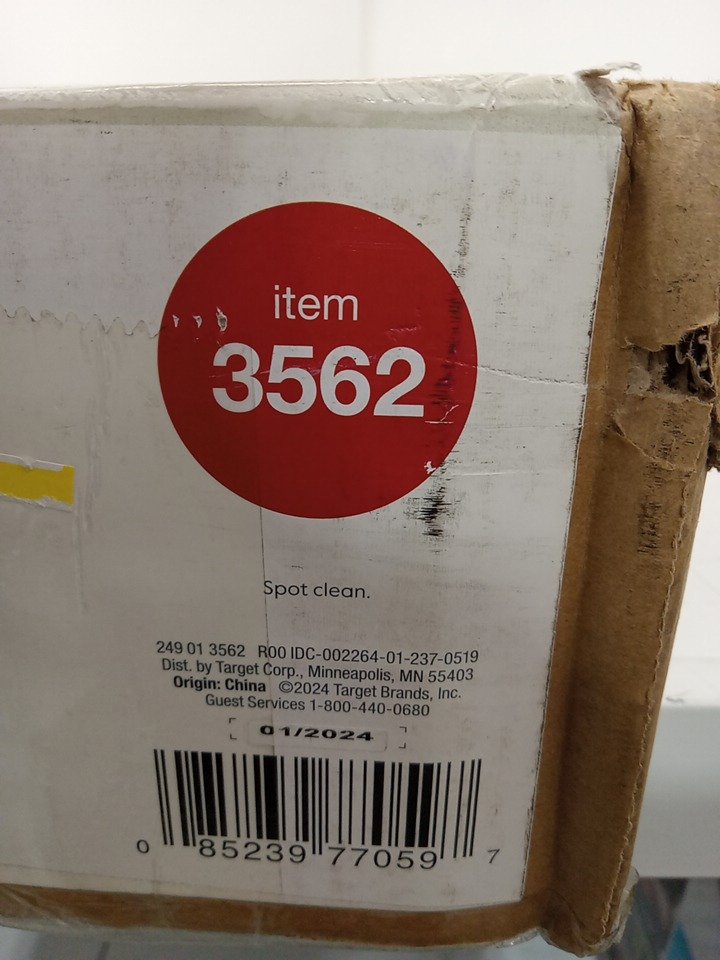 item
3562
Spot clean.
249 01 3562 R00 IDC-002264-01-237-0519
Dist. by Target Corp., Minneapolis, MN 55403
Origin: China ©2024 Target Brands, Inc.
Guest Services 1-800-440-0680
01/2024
0 85239 77059 7